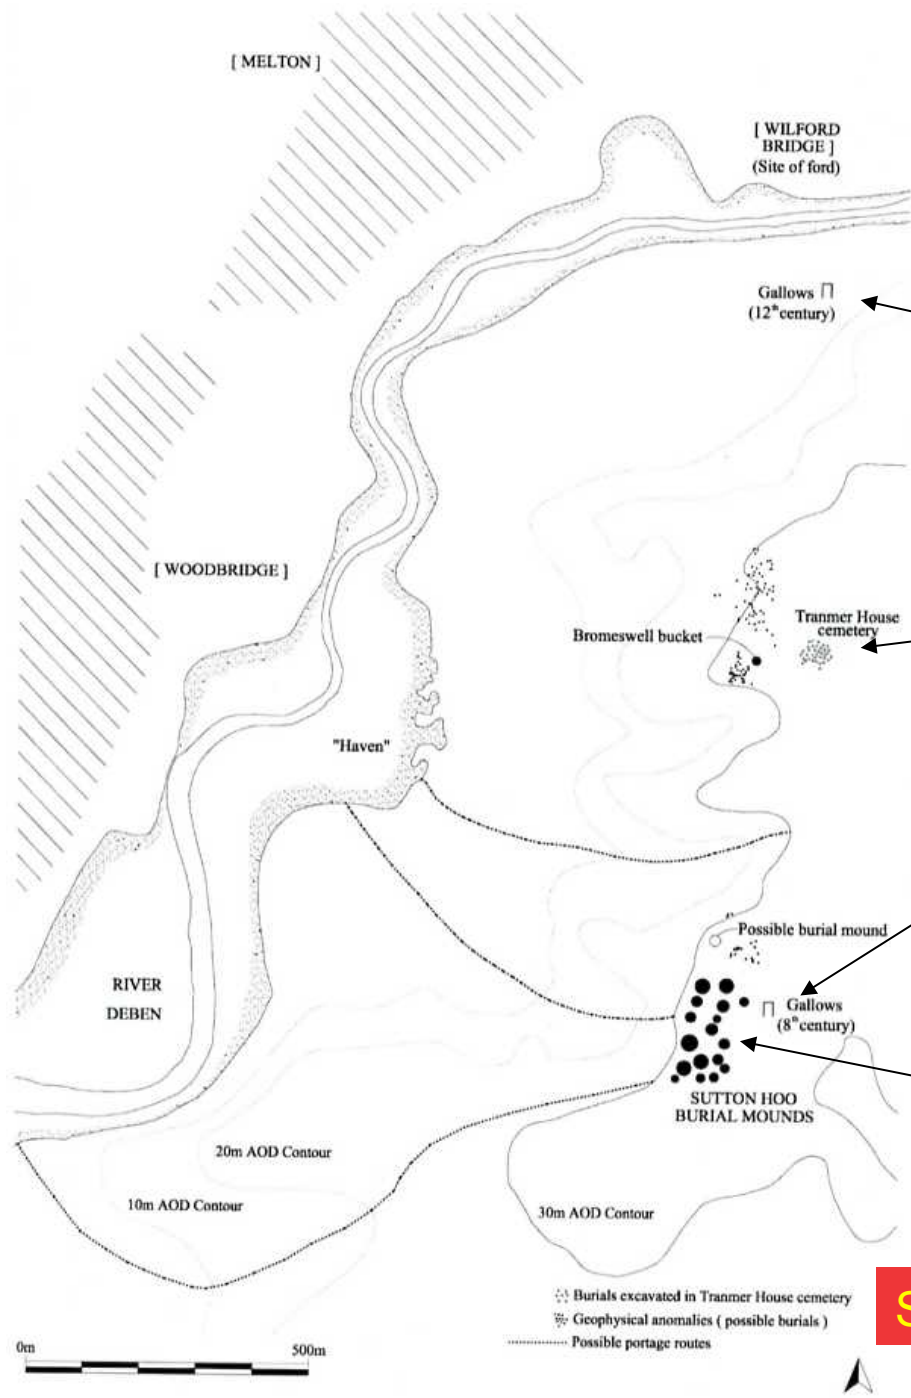 [ MELTON ]
[ WILFORD
BRIDGE ]
(Site of ford)
Gallows
(12th century)
[ WOODBRIDGE ]
Bromeswell bucket
Tranmer House
cemetery
"Haven"
Possible burial mound
RIVER
DEBEN
Gallows
(8th century)
SUTTON HOO
BURIAL MOUNDS
20m AOD Contour
10m AOD Contour
30m AOD Contour
Burials excavated in Tranmer House cemetery
Geophysical anomalies ( possible burials )
Possible portage routes
S
0m
500m